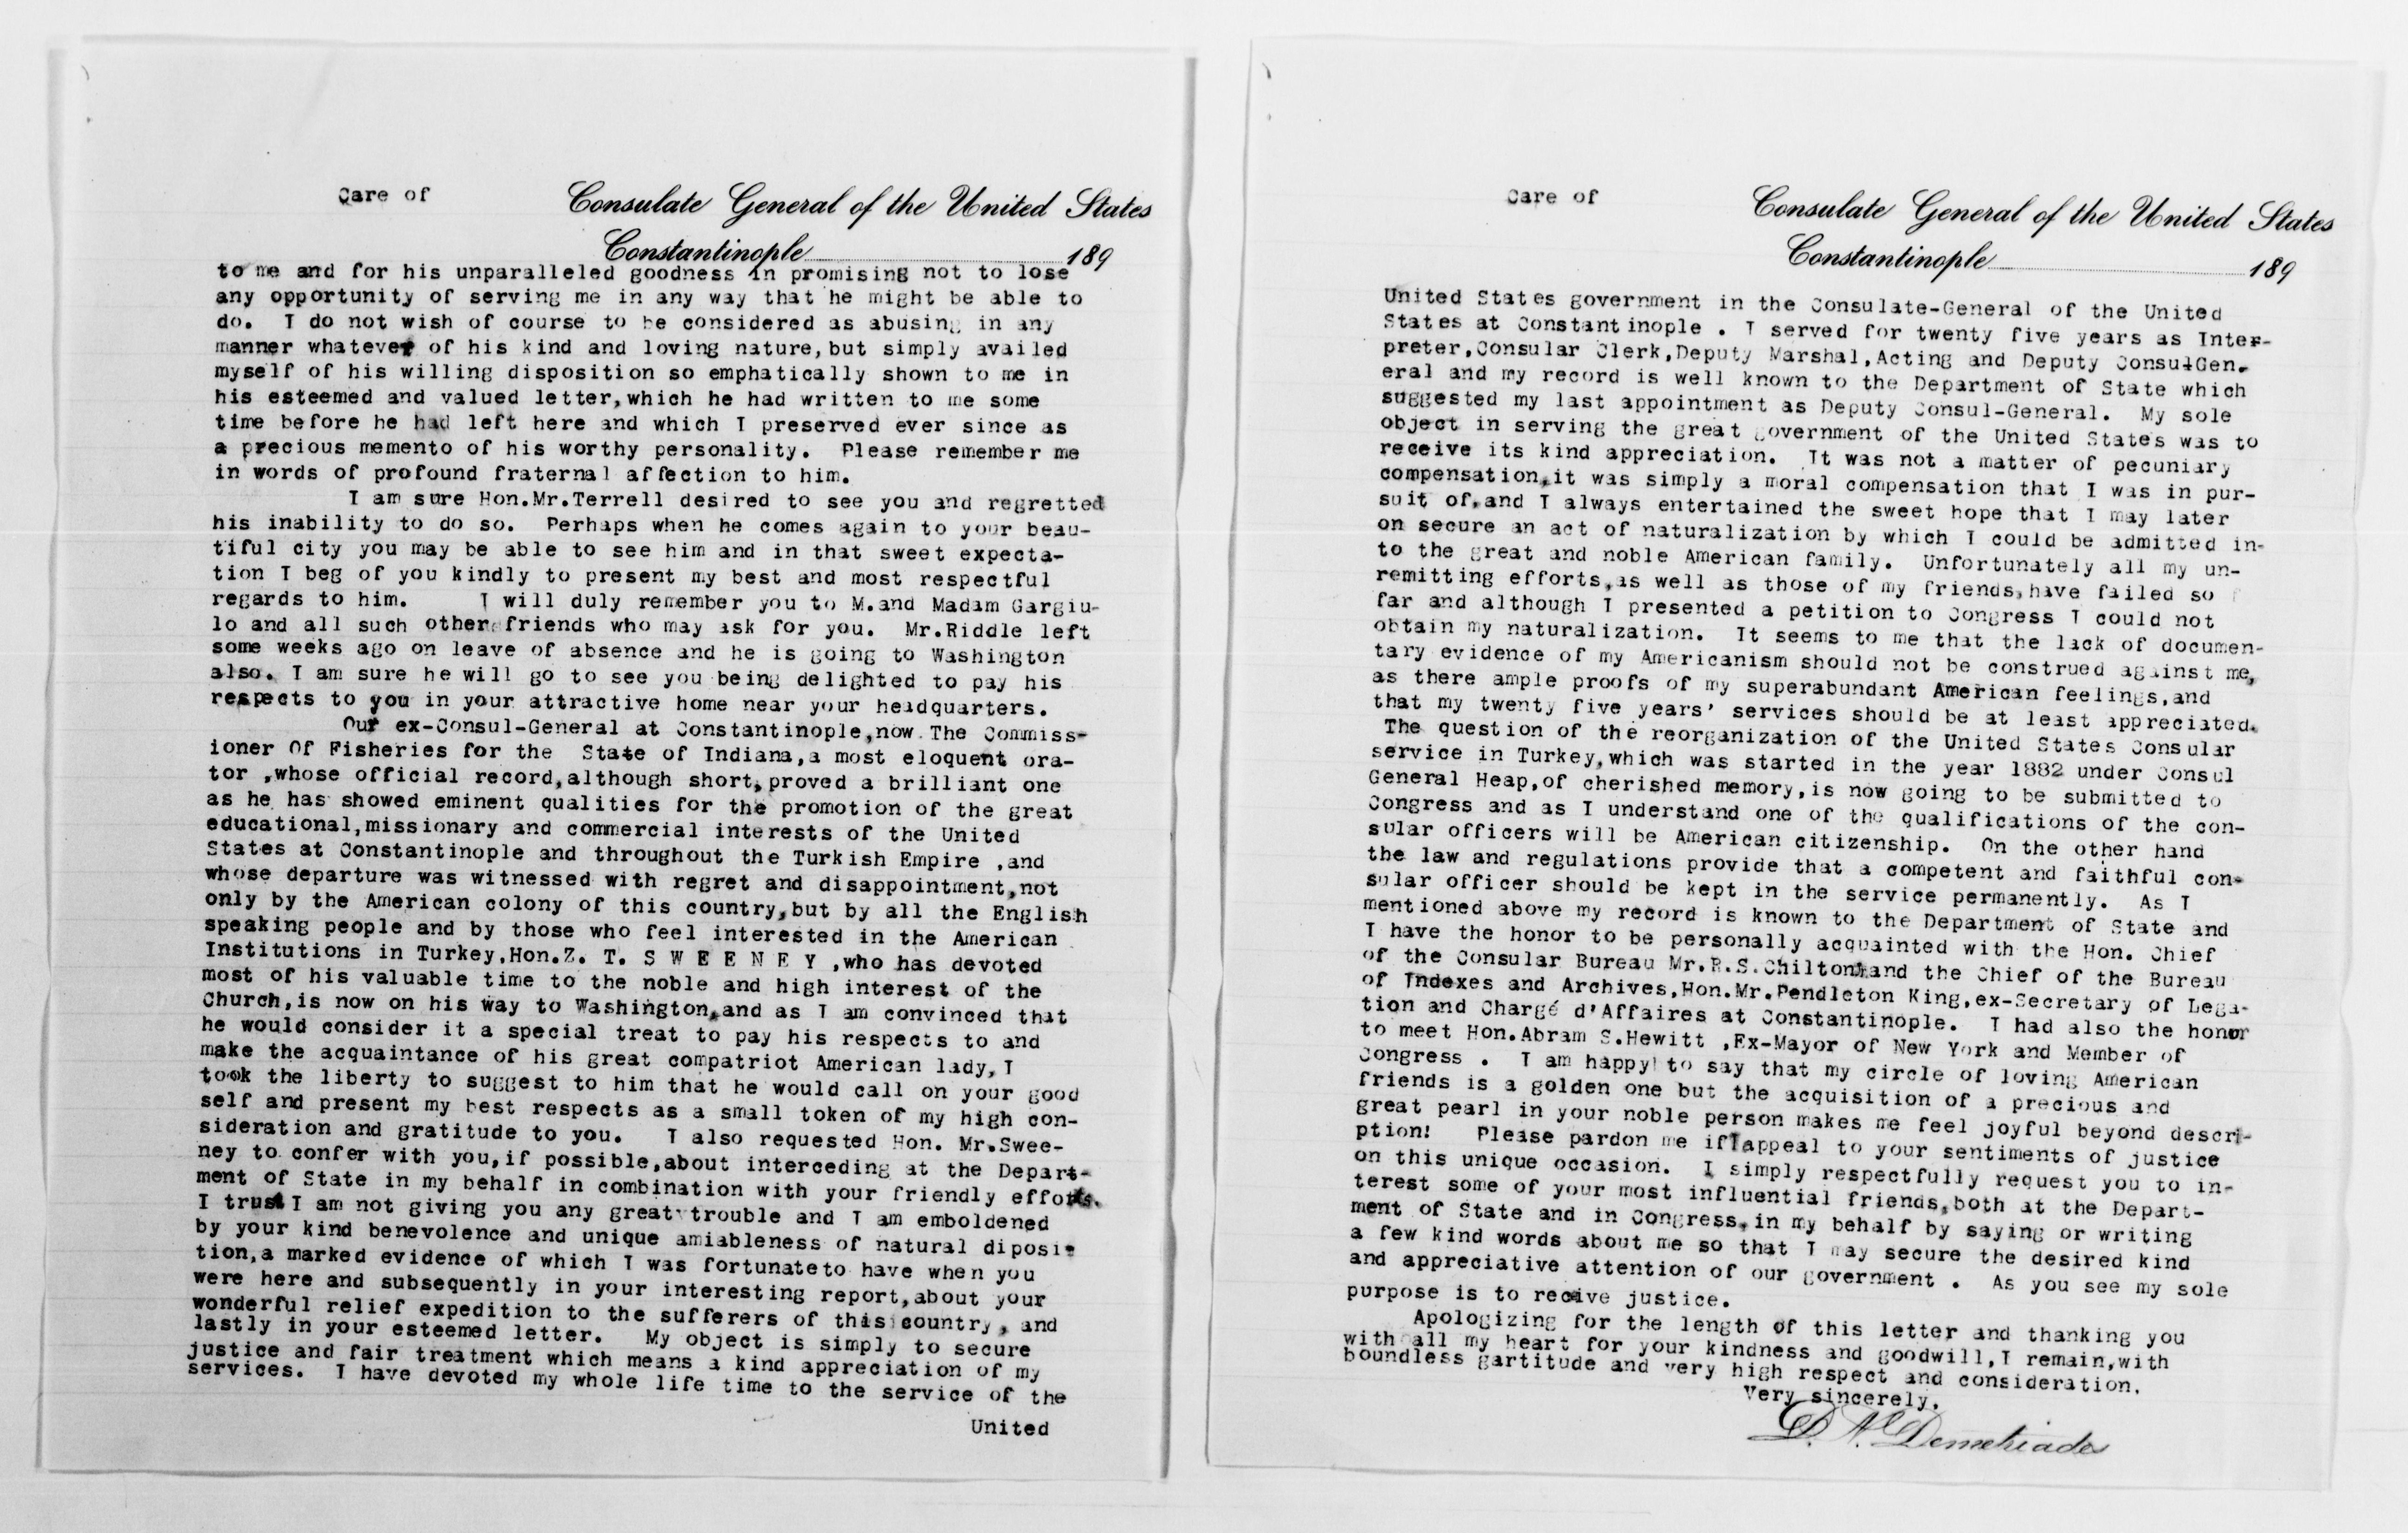 Care of
Consulate General of the United States
Constantinople 189
to me and for his unparalleled goodness in promising not to lose
any opportunity of serving me in any way that he might be able to
do. I do not wish of course to be considered as abusing in any
manner whatever of his kind and loving nature,but simply availed
myself of his willing disposition so emphatically shown to me in
his esteemed and valued letter,which he had written to me some
time before he had left here and which I preserved ever since as
a precious memento of his worthy personality. Please remember me
in words of profound fraternal affection to him.
I am sure Hon.Mr.Terrell desired to see you and regretted
his inability to do so. Perhaps when he comes again to your beau-
tiful city you may be able to see him and in that sweet expecta-
tion I beg of you kindly to present my best and most respectful
regards to him. I will duly remember you to M.and Madam Gargiu-
lo and all such other friends who may ask for you. Mr.Riddle left
some weeks ago on leave of absence and he is going to Washington
also. I am sure he will go to see you being delighted to pay his
respects to you in your attractive home near your headquarters.
Our ex-Consul-General at Constantinople,now The Commiss-
ioner Of Fisheries for the State of Indiana,a most eloquent ora-
tor ,whose official record,although short,proved a brilliant one
as he has showed eminent qualities for the promotion of the great
educational,missionary and commercial interests of the United
States at Constantinople and throughout the Turkish Empire ,and
whose departure was witnessed with regret and disappointment,not
only by the American colony of this country,but by all the English
speaking people and by those who feel interested in the American
Institutions in Turkey,Hon.Z. T. S W E E N E Y ,who has devoted
most of his valuable time to the noble and high interest of the
Church,is now on his way to Washington,and as I am convinced that
he would consider it a special treat to pay his respects to and
make the acquaintance of his great compatriot American lady,I
took the liberty to suggest to him that he would call on your good
self and present my best respects as a small token of my high con-
sideration and gratitude to you. I also requested Hon. Mr.Swee-
ney to confer with you,if possible,about interceding at the Depart-
ment of State in my behalf in combination with your friendly efforts.
I trust I am not giving you any great trouble and I am emboldened
by your kind benevolence and unique amiableness of natural diposi-
tion,a marked evidence of which I was fortunateto have when you
were here and subsequently in your interesting report,about your
wonderful relief expedition to the sufferers of this country, and
lastly in your esteemed letter. My object is simply to secure
justice and fair treatment which means a kind appreciation of my
services. I have devoted my whole life time to the service of the
United
Care of
Consulate General of the United States
Constantinople 189
United States government in the Consulate-General of the United
States at Constantinople . I served for twenty five years as Inter-
preter,Consular Clerk,Deputy Marshal,Acting and Deputy Consul-Gen-
eral and my record is well known to the Department of State which
suggested my last appointment as Deputy Consul-General. My sole
object in serving the great government of the United States was to
receive its kind appreciation. It was not a matter of pecuniary
compensation,it was simply a moral compensation that I was in pur-
suit of,and I always entertained the sweet hope that I may later
on secure an act of naturalization by which I could be admitted in-
to the great and noble American family. Unfortunately all my un-
remitting efforts,as well as those of my friends,have failed so
far and although I presented a petition to Congress I could not
obtain my naturalization. It seems to me that the lack of documen-
tary evidence of my Americanism should not be construed against me,
as there ample proofs of my superabundant American feelings,and
that my twenty five years' services should be at least appreciated.
The question of the reorganization of the United States Consular
service in Turkey,which was started in the year 1882 under Consul
General Heap,of cherished memory,is now going to be submitted to
Congress and as I understand one of the qualifications of the con-
sular officers will be American citizenship. On the other hand
the law and regulations provide that a competent and faithful con-
sular officer should be kept in the service permanently. As I
mentioned above my record is known to the Department of State and
I have the honor to be personally acquainted with the Hon. Chief
of the Consular Bureau Mr.R.S.Chilton,and the Chief of the Bureau
of Indexes and Archives,Hon.Mr.Pendleton King,ex-Secretary of Lega-
tion and Chargé d'Affaires at Constantinople. I had also the honor
to meet Hon.Abram S.Hewitt ,Ex-Mayor of New York and Member of
Congress . I am happy to say that my circle of loving American
friends is a golden one but the acquisition of a precious and
great pearl in your noble person makes me feel joyful beyond descri-
ption! Please pardon me if I appeal to your sentiments of justice
on this unique occasion. I simply respectfully request you to in-
terest some of your most influential friends,both at the Depart-
ment of State and in Congress,in my behalf by saying or writing
a few kind words about me so that I may secure the desired kind
and appreciative attention of our government . As you see my sole
purpose is to receive justice.
Apologizing for the length of this letter and thanking you
with all my heart for your kindness and goodwill,I remain,with
boundless gartitude and very high respect and consideration.
Very sincerely,
D. N. Demetriades